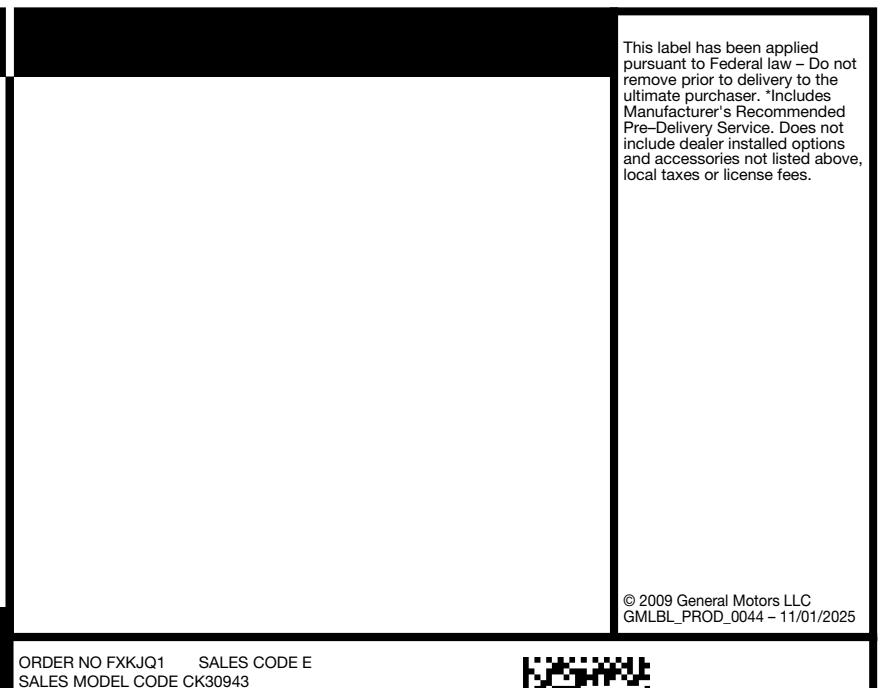 This label has been applied
pursuant to Federal law – Do not
remove prior to delivery to the
ultimate purchaser. *Includes
Manufacturer's Recommended
Pre–Delivery Service. Does not
include dealer installed options
and accessories not listed above,
local taxes or license fees.
© 2009 General Motors LLC
GMLBL_PROD_0044 – 11/01/2025
ORDER NO FXKJQ1 SALES CODE E
SALES MODEL CODE CK30943